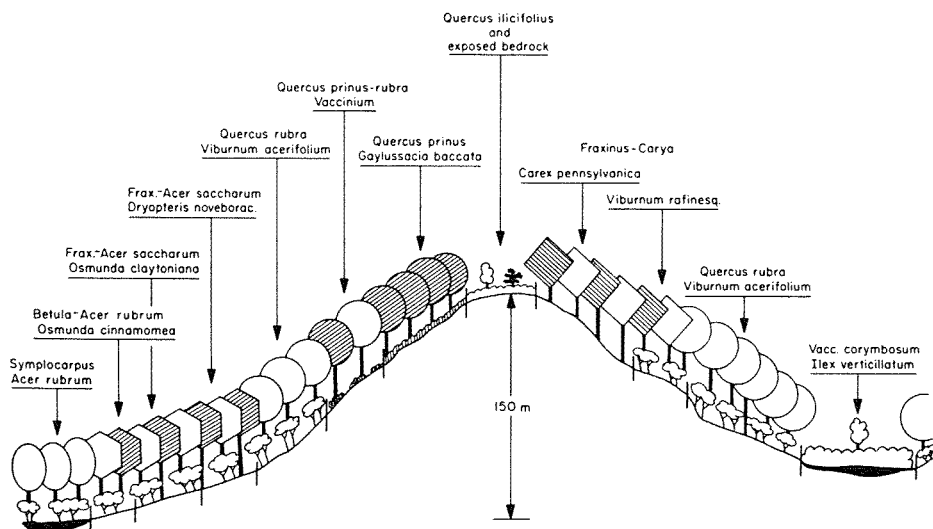 Quercus ilicifolius
and
exposed bedrock
Quercus prinus-rubra
Vaccinium
Quercus rubra
Viburnum acerifolium
Quercus prinus
Gaylussacia baccata
Fraxinus-Carya
Carex pennsylvanica
Viburnum rafinesq.
Frax.-Acer saccharum
Dryopteris noveborac.
Frax.-Acer saccharum
Osmunda claytoniana
Quercus rubra
Viburnum acerifolium
Betula-Acer rubrum
Osmunda cinnamomea
Symplocarpus
Acer rubrum
Vacc. corymbosum
Ilex verticillatum
150 m